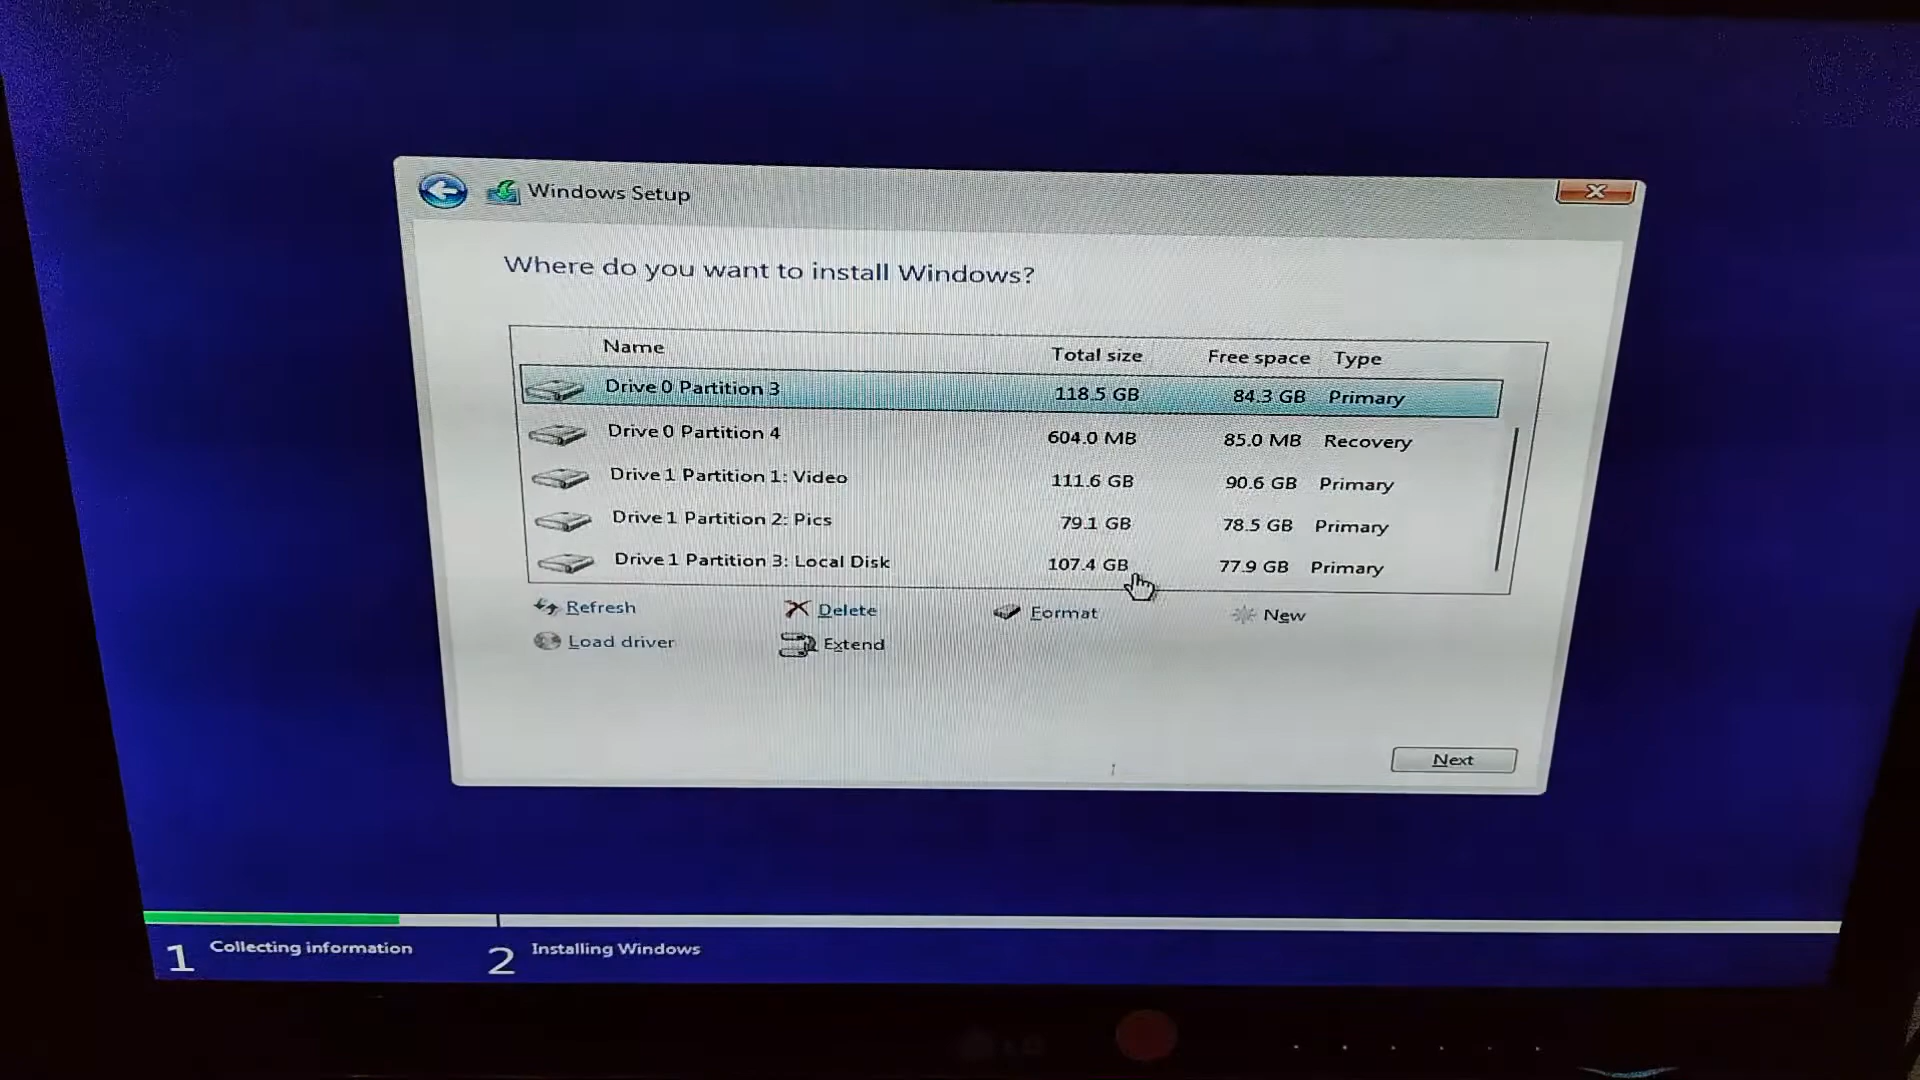 Windows Setup
Where do you want to install Windows?
Name Total size Free space Type
Drive 0 Partition 3 118.5 GB 84.3 GB Primary
Drive 0 Partition 4 604.0 MB 85.0 MB Recovery
Drive 1 Partition 1: Video 111.6 GB 90.6 GB Primary
Drive 1 Partition 2: Pics 79.1 GB 78.5 GB Primary
Drive 1 Partition 3: Local Disk 107.4 GB 77.9 GB Primary
Refresh Delete Format New
Load driver Extend
Next
1 Collecting information 2 Installing Windows